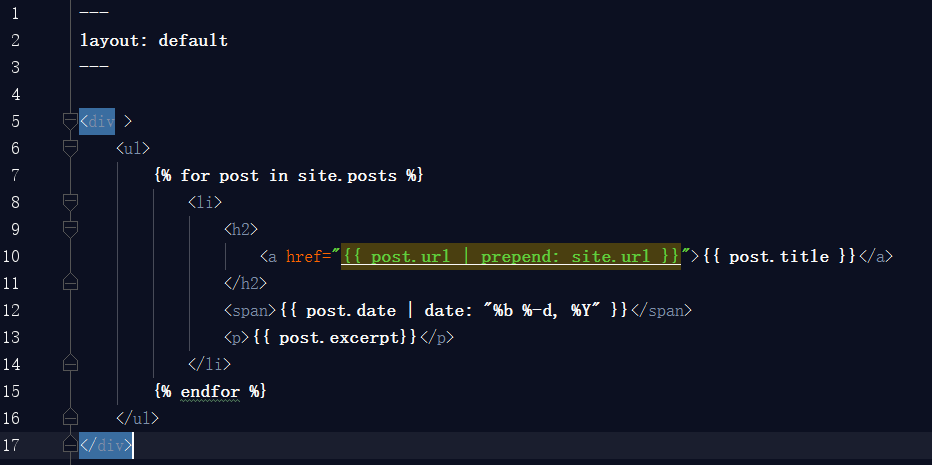 1 ---
2 layout: default
3 ---
4
5 <div >
6 <ul>
7 {% for post in site.posts %}
8 <li>
9 <h2>
10 <a href="{{ post.url | prepend: site.url }}">{{ post.title }}</a>
11 </h2>
12 <span>{{ post.date | date: "%b %-d, %Y" }}</span>
13 <p>{{ post.excerpt}}</p>
14 </li>
15 {% endfor %}
16 </ul>
17 </div>